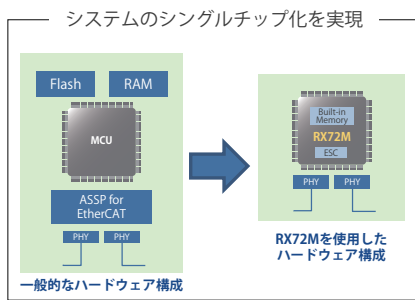 システムのシングルチップ化を実現
Flash
RAM
MCU
ASSP for
EtherCAT
PHY
PHY
一般的なハードウェア構成
Built-in
Memory
RX72M
ESC
PHY
PHY
RX72Mを使用した
ハードウェア構成